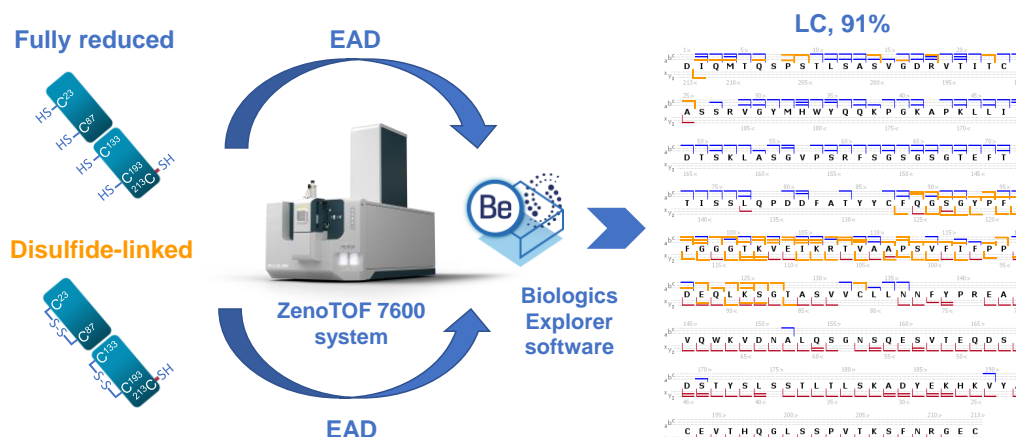 Fully reduced
HS C23
HS C87
HS C133
HS C193
213C SH
Disulfide-linked
C23
S-S
C87
C133
S-S
C193
213C SH
EAD
ZenoTOF 7600
system
EAD
Be
Biologics
Explorer
software
LC, 91%
D I Q M T Q S P S T L S A S V G D R V T I T C
A S S R V G Y M H W Y Q Q K P G K A P K L L I
D T S K L A S G V P S R F S G S G S G T E F T
T I S S L Q P D D F A T Y Y C F Q G S G Y P F
F G G G T K V E I K R T V A A P S V F I F P P
D E Q L K S G T A S V V C L L N N F Y P R E A
V Q W K V D N A L Q S G N S Q E S V T E Q D S
D S T Y S L S S T L T L S K A D Y E K H K V Y
C E V T H Q G L S S P V T K S F N R G E C